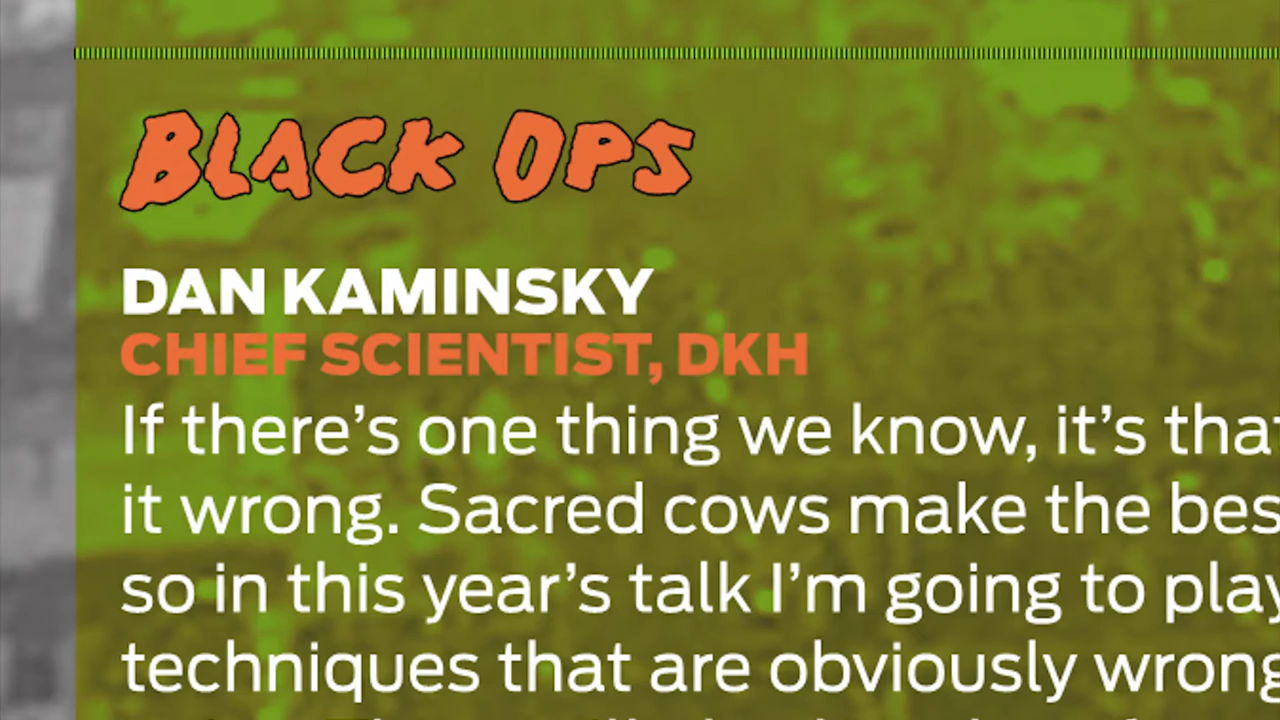 BLACK OPS
DAN KAMINSKY
CHIEF SCIENTIST, DKH
If there's one thing we know, it's that
it wrong. Sacred cows make the bes
so in this year's talk I'm going to play
techniques that are obviously wrong